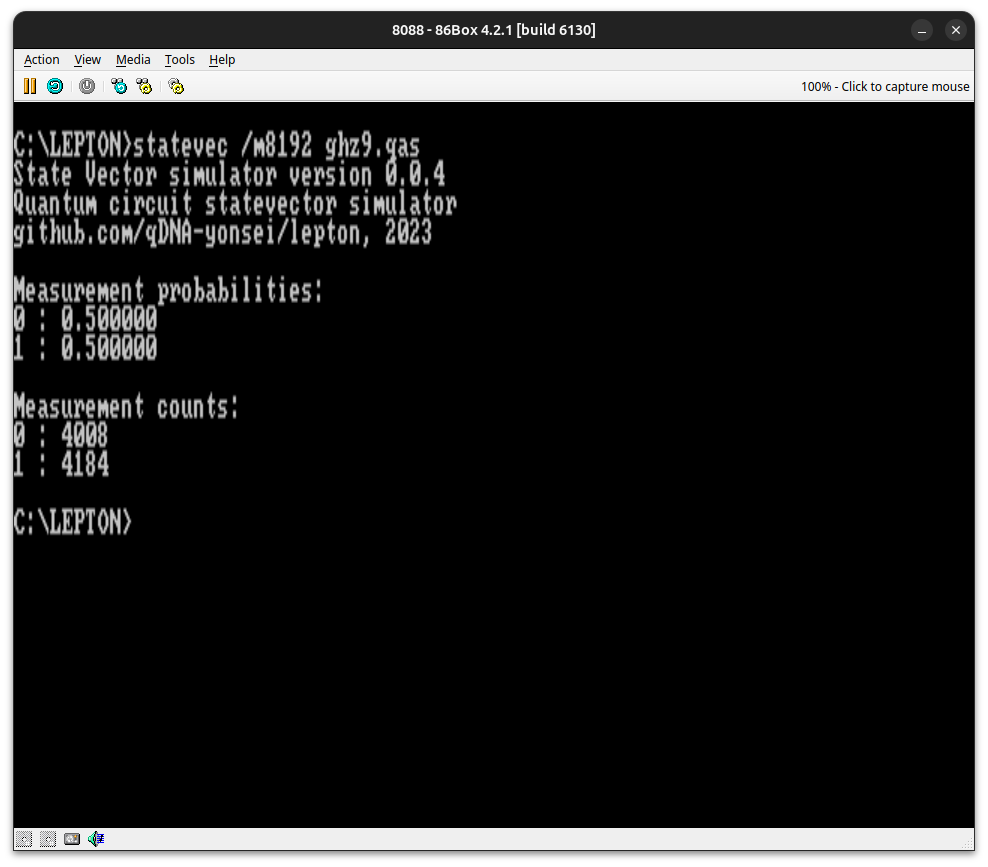 8088 - 86Box 4.2.1 [build 6130]
Action View Media Tools Help
100% - Click to capture mouse
C:\LEPTON>statevec /m8192 ghz9.qas
State Vector simulator version 0.0.4
Quantum circuit statevector simulator
github.com/qDNA-yonsei/lepton, 2023
Measurement probabilities:
0 : 0.500000
1 : 0.500000
Measurement counts:
0 : 4008
1 : 4184
C:\LEPTON>